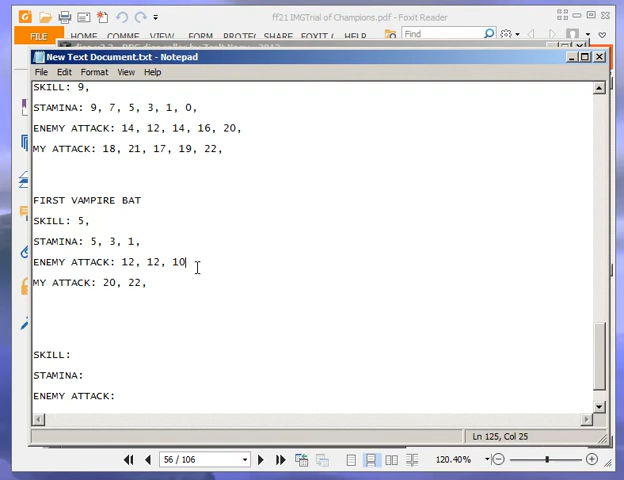 ff21 IMGTrial of Champions.pdf - Foxit Reader
FILE HOME COMME VIEW PROTE SHARE FOXIT C HELP Find
New Text Document.txt - Notepad
File Edit Format View Help
SKILL: 9,
STAMINA: 9, 7, 5, 3, 1, 0,
ENEMY ATTACK: 14, 12, 14, 16, 20,
MY ATTACK: 18, 21, 17, 19, 22,
FIRST VAMPIRE BAT
SKILL: 5,
STAMINA: 5, 3, 1,
ENEMY ATTACK: 12, 12, 10
MY ATTACK: 20, 22,
SKILL:
STAMINA:
ENEMY ATTACK:
Ln 125, Col 25
56 / 106 120.40%